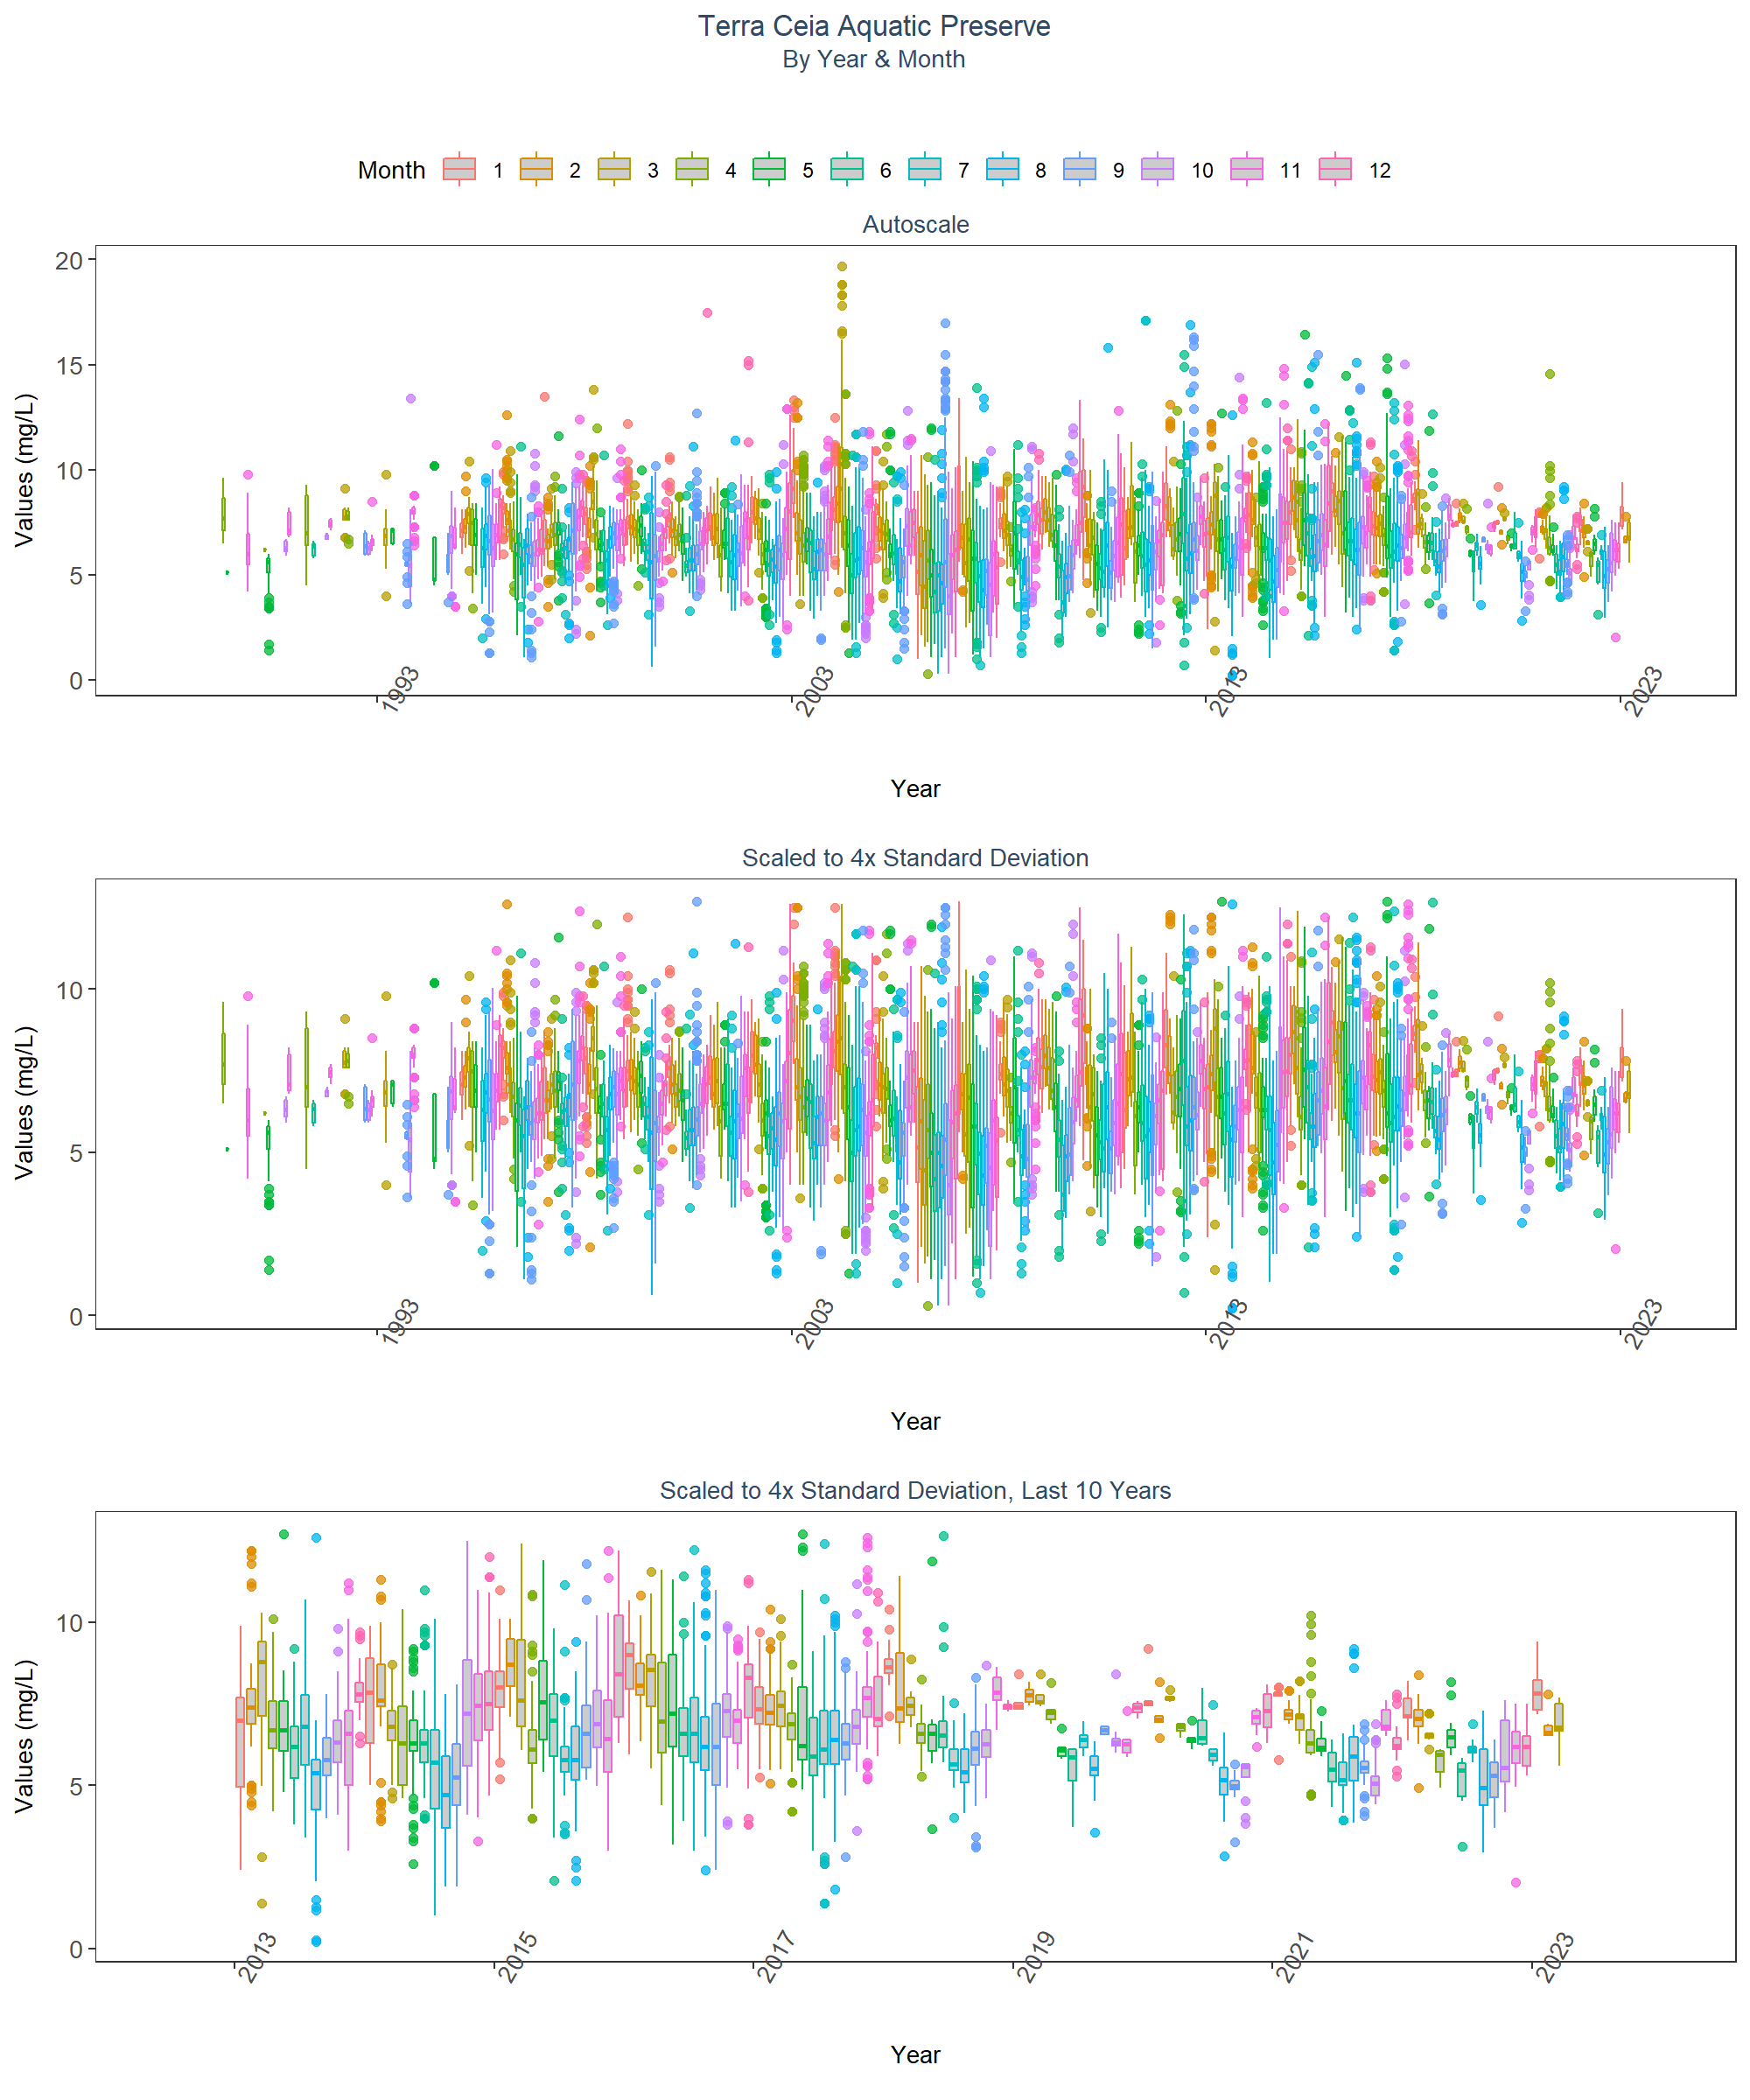 Terra Ceia Aquatic Preserve
By Year & Month
Month 1 2 3 4 5 6 7 8 9 10 11 12
Autoscale
20
15
10
5
0
Values (mg/L)
1993 2003 2013 2023
Year
Scaled to 4x Standard Deviation
10
5
0
Values (mg/L)
1993 2003 2013 2023
Year
Scaled to 4x Standard Deviation, Last 10 Years
10
5
0
Values (mg/L)
2013 2015 2017 2019 2021 2023
Year